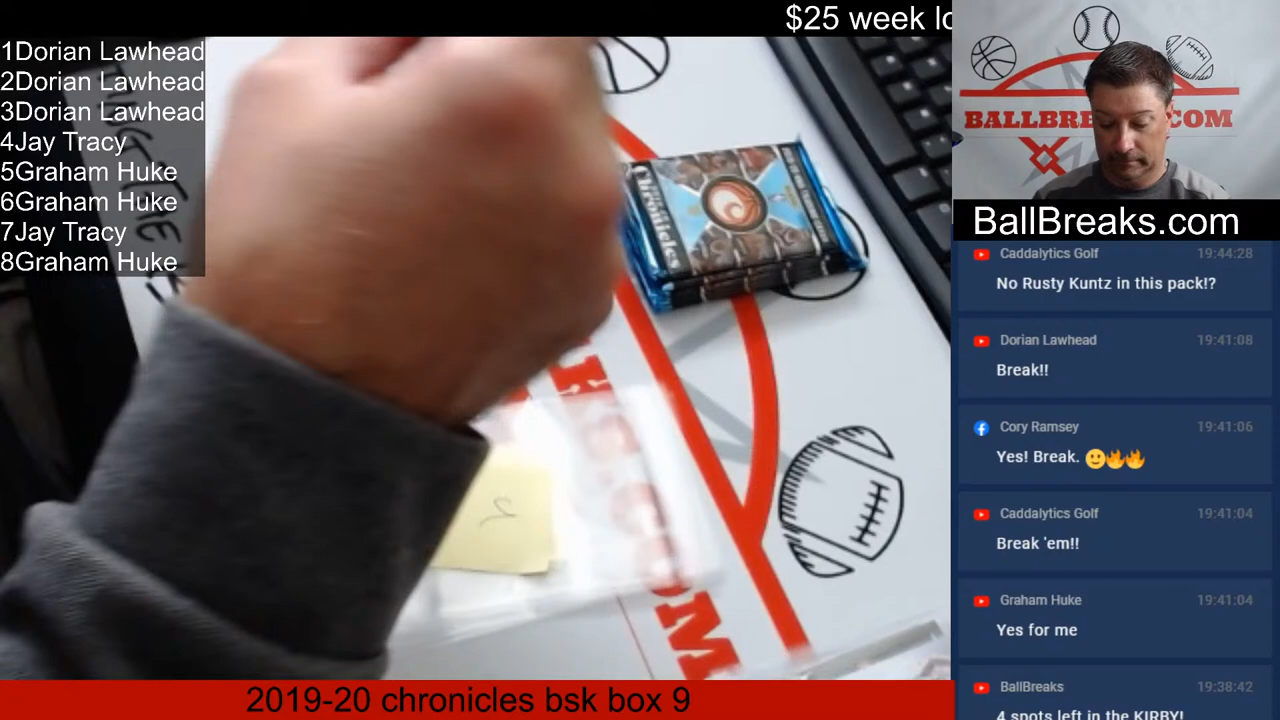 $25 week lo
1Dorian Lawhead
2Dorian Lawhead
3Dorian Lawhead
4Jay Tracy
5Graham Huke
6Graham Huke
7Jay Tracy
8Graham Huke
Chronicles
BALLBRE .COM
BallBreaks.com
Caddalytics Golf 19:44:28
No Rusty Kuntz in this pack!?
Dorian Lawhead 19:41:08
Break!!
Cory Ramsey 19:41:06
Yes! Break. 🙂🔥🔥
Caddalytics Golf 19:41:04
Break 'em!!
Graham Huke 19:41:04
Yes for me
BallBreaks 19:38:42
4 spots left in the KIRBY!
2019-20 chronicles bsk box 9